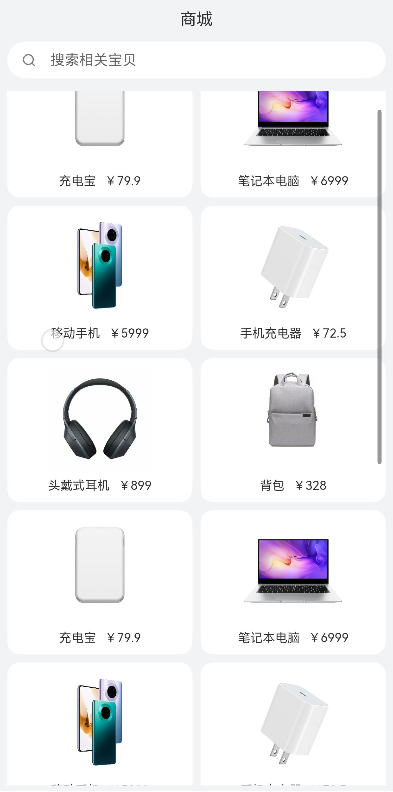 商城
搜索相关宝贝
充电宝 ￥79.9
笔记本电脑 ￥6999
移动手机 ￥5999
手机充电器 ￥72.5
头戴式耳机 ￥899
背包 ￥328
充电宝 ￥79.9
笔记本电脑 ￥6999